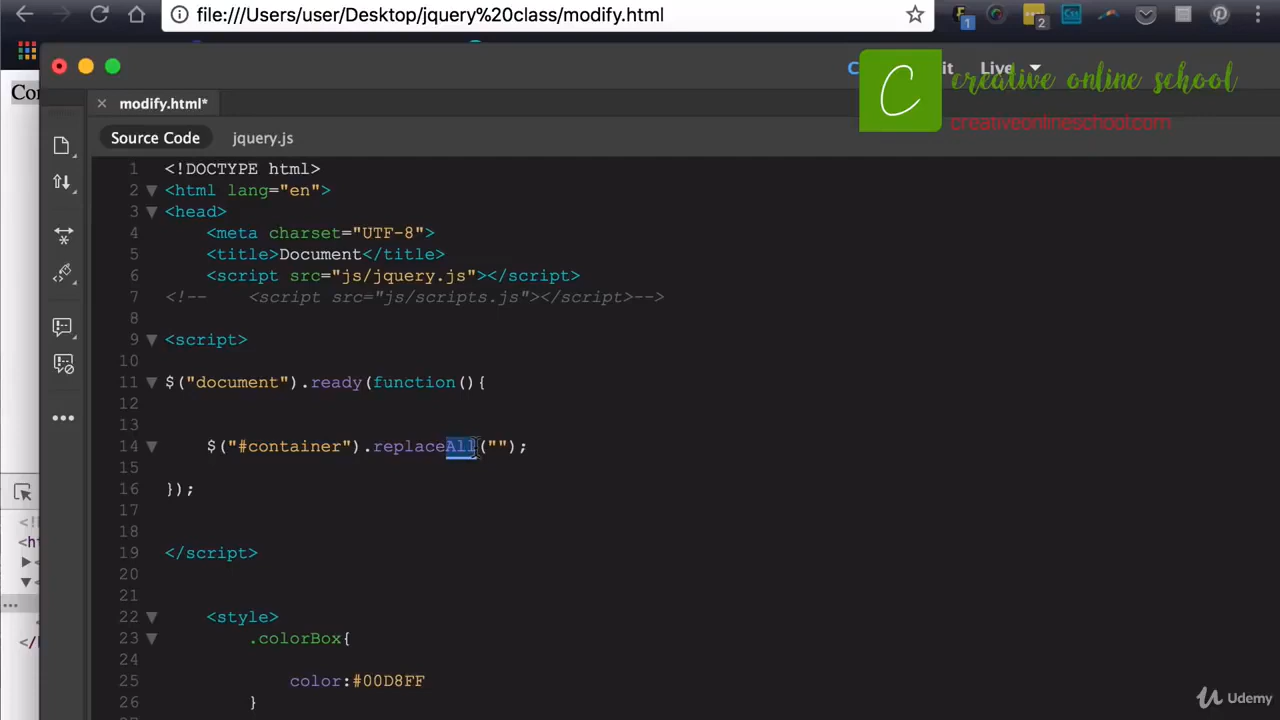 file:///Users/user/Desktop/jquery%20class/modify.html
1
2
Live
creative online school
creativeonlineschool.com
C
modify.html*
Source Code jquery.js
1 <!DOCTYPE html>
2 <html lang="en">
3 <head>
4 <meta charset="UTF-8">
5 <title>Document</title>
6 <script src="js/jquery.js"></script>
7 <!-- <script src="js/scripts.js"></script>-->
8
9 <script>
10
11 $("document").ready(function(){
12
13
14 $("#container").replaceAll("");
15
16 });
17
18
19 </script>
20
21
22 <style>
23 .colorBox{
24
25 color:#00D8FF
26 }
Udemy